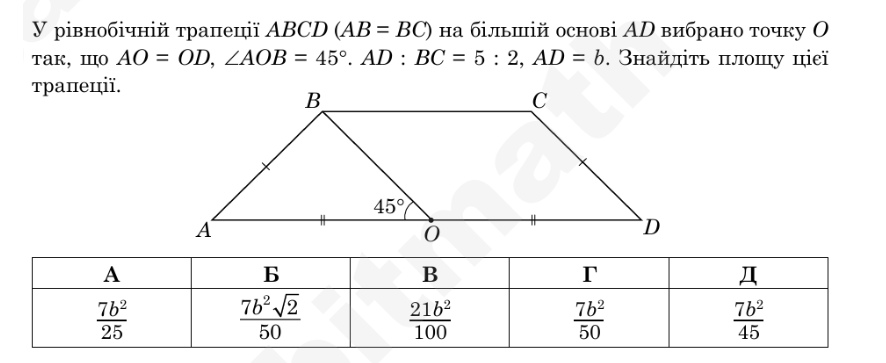 У рівнобічній трапеції ABCD (AB = BC) на більшій основі AD вибрано точку O
так, що AO = OD, ∠AOB = 45°. AD : BC = 5 : 2, AD = b. Знайдіть площу цієї
трапеції.
B C
45°
A O D
А Б В Г Д
7b²/25 7b²√2/50 21b²/100 7b²/50 7b²/45